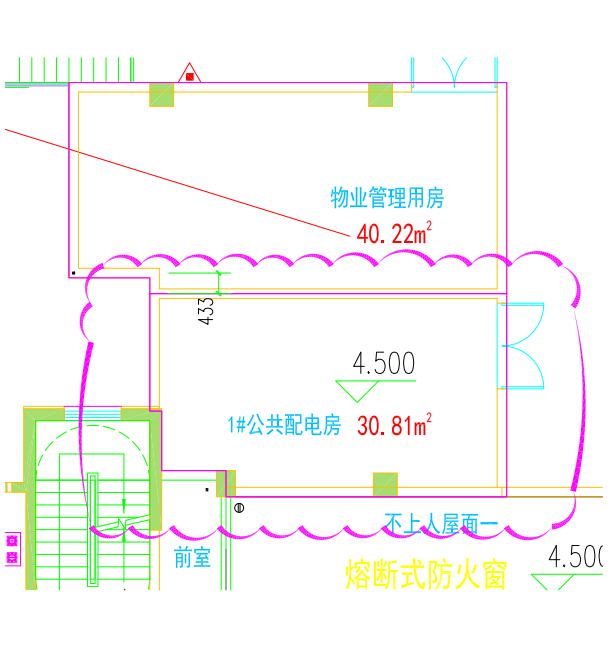 物业管理用房
40.22m²
433
4.500
1#公共配电房 30.81m²
不上人屋面一
前室
熔断式防火窗
4.500